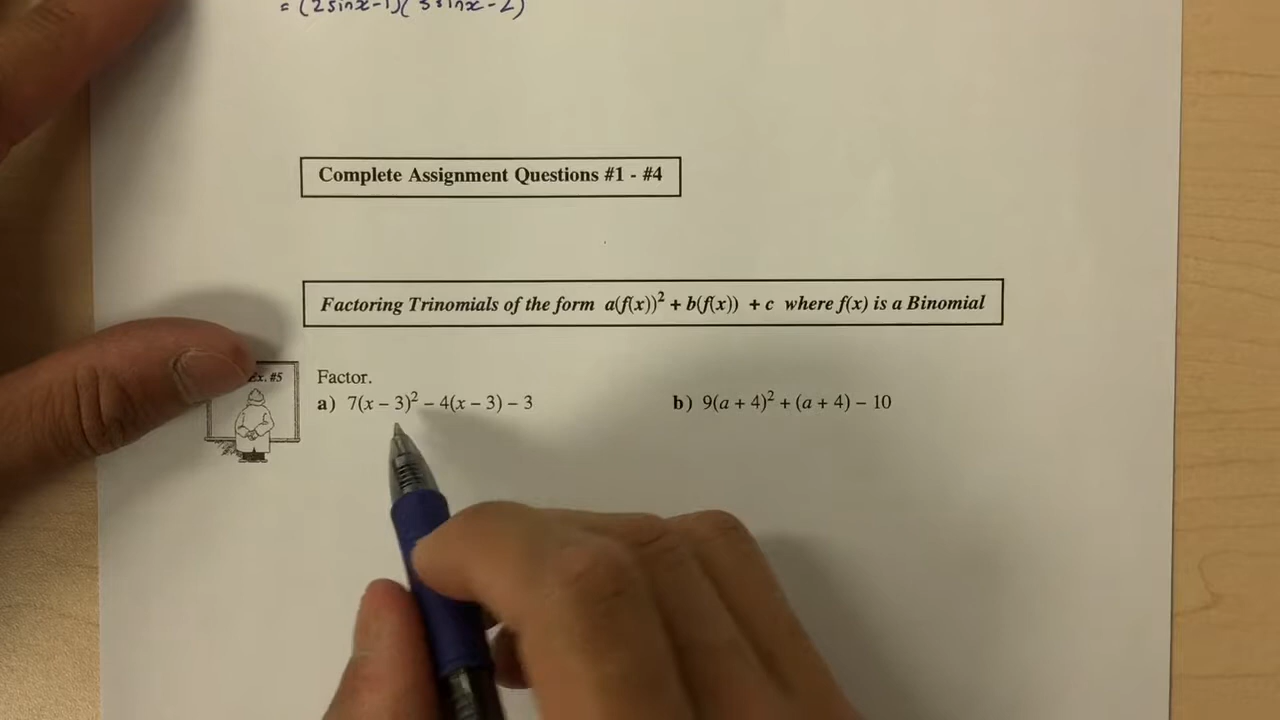 = (2sinx-1)(3sinx-2)
Complete Assignment Questions #1 - #4
Factoring Trinomials of the form a(f(x))² + b(f(x)) + c where f(x) is a Binomial
Ex. #5
Factor.
a) 7(x – 3)² – 4(x – 3) – 3
b) 9(a + 4)² + (a + 4) – 10